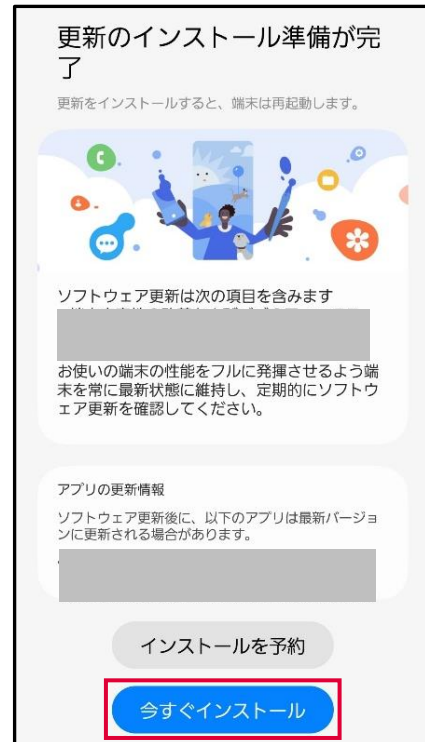 更新のインストール準備が完
了
更新をインストールすると、端末は再起動します。
ソフトウェア更新は次の項目を含みます
お使いの端末の性能をフルに発揮させるよう端
末を常に最新状態に維持し、定期的にソフトウ
ェア更新を確認してください。
アプリの更新情報
ソフトウェア更新後に、以下のアプリは最新バージョ
ンに更新される場合があります。
インストールを予約
今すぐインストール